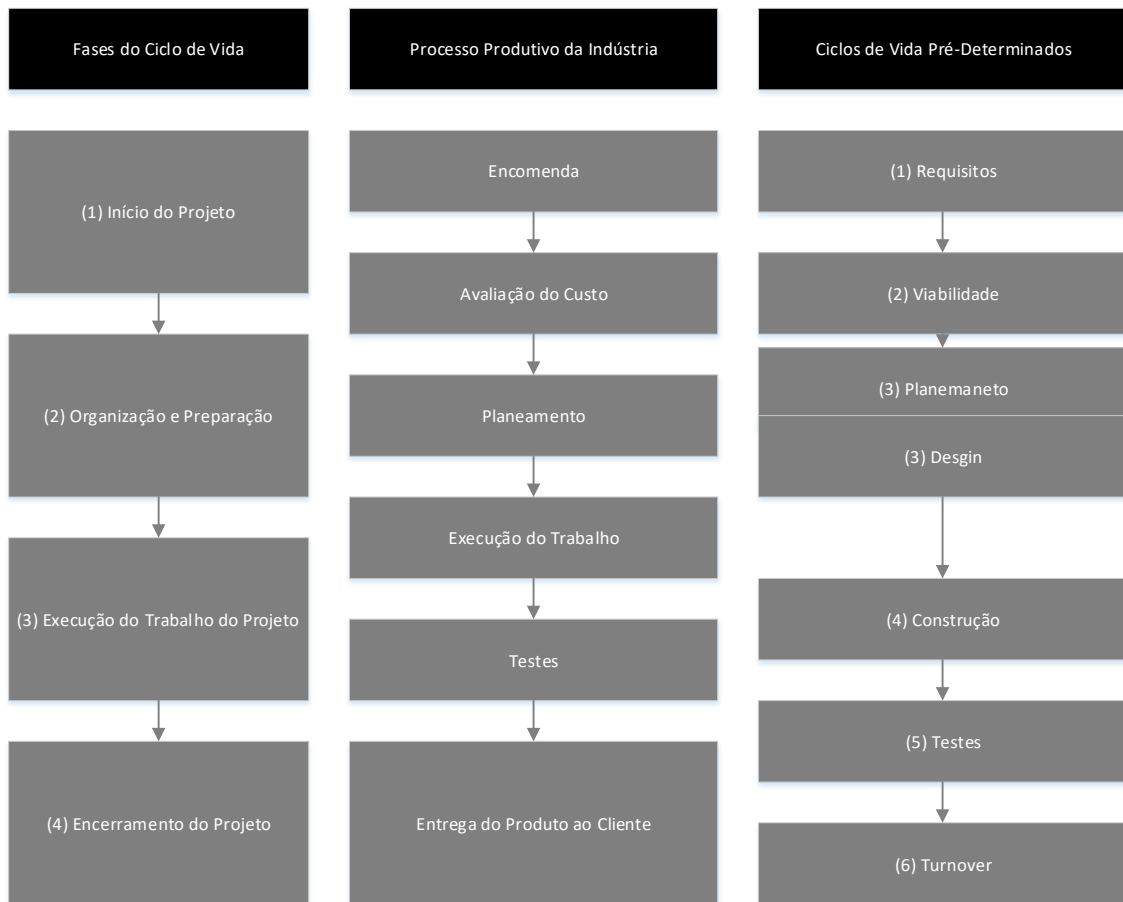 Fases do Ciclo de Vida
Processo Produtivo da Indústria
Ciclos de Vida Pré-Determinados
(1) Início do Projeto
(2) Organização e Preparação
(3) Execução do Trabalho do Projeto
(4) Encerramento do Projeto
Encomenda
Avaliação do Custo
Planeamento
Execução do Trabalho
Testes
Entrega do Produto ao Cliente
(1) Requisitos
(2) Viabilidade
(3) Planemaneto
(3) Desgin
(4) Construção
(5) Testes
(6) Turnover